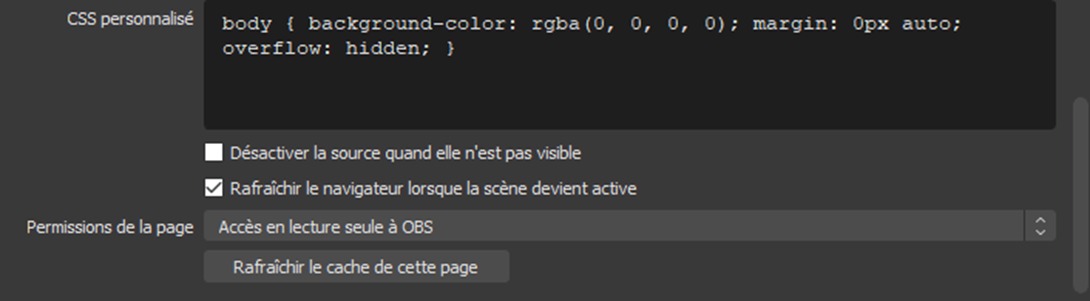 CSS personnalisé
body { background-color: rgba(0, 0, 0, 0); margin: 0px auto;
overflow: hidden; }
Désactiver la source quand elle n'est pas visible
Rafraîchir le navigateur lorsque la scène devient active
Permissions de la page
Accès en lecture seule à OBS
Rafraîchir le cache de cette page